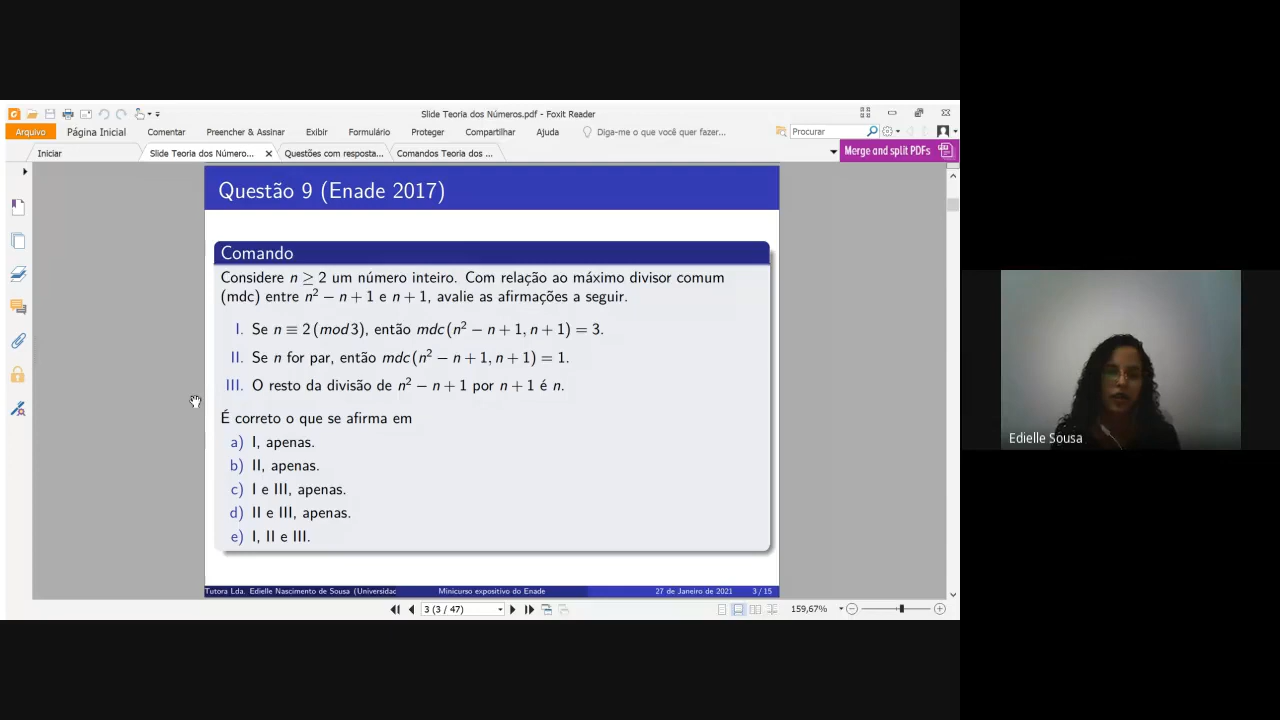 Slide Teoria dos Números.pdf - Foxit Reader
Arquivo Página Inicial Comentar Preencher & Assinar Exibir Formulário Proteger Compartilhar Ajuda Diga-me o que você quer fazer... Procurar
Iniciar Slide Teoria dos Número... Questões com resposta... Comandos Teoria dos ... Merge and split PDFs
Questão 9 (Enade 2017)
Comando
Considere n ≥ 2 um número inteiro. Com relação ao máximo divisor comum
(mdc) entre n² − n + 1 e n + 1, avalie as afirmações a seguir.
I. Se n ≡ 2 (mod 3), então mdc(n² − n + 1, n + 1) = 3.
II. Se n for par, então mdc(n² − n + 1, n + 1) = 1.
III. O resto da divisão de n² − n + 1 por n + 1 é n.
É correto o que se afirma em
a) I, apenas.
b) II, apenas.
c) I e III, apenas.
d) II e III, apenas.
e) I, II e III.
Tutora Lda. Edielle Nascimento de Sousa (Universidac Minicurso expositivo do Enade 27 de Janeiro de 2021 3 / 15
3 (3 / 47) 159,67%
Edielle Sousa